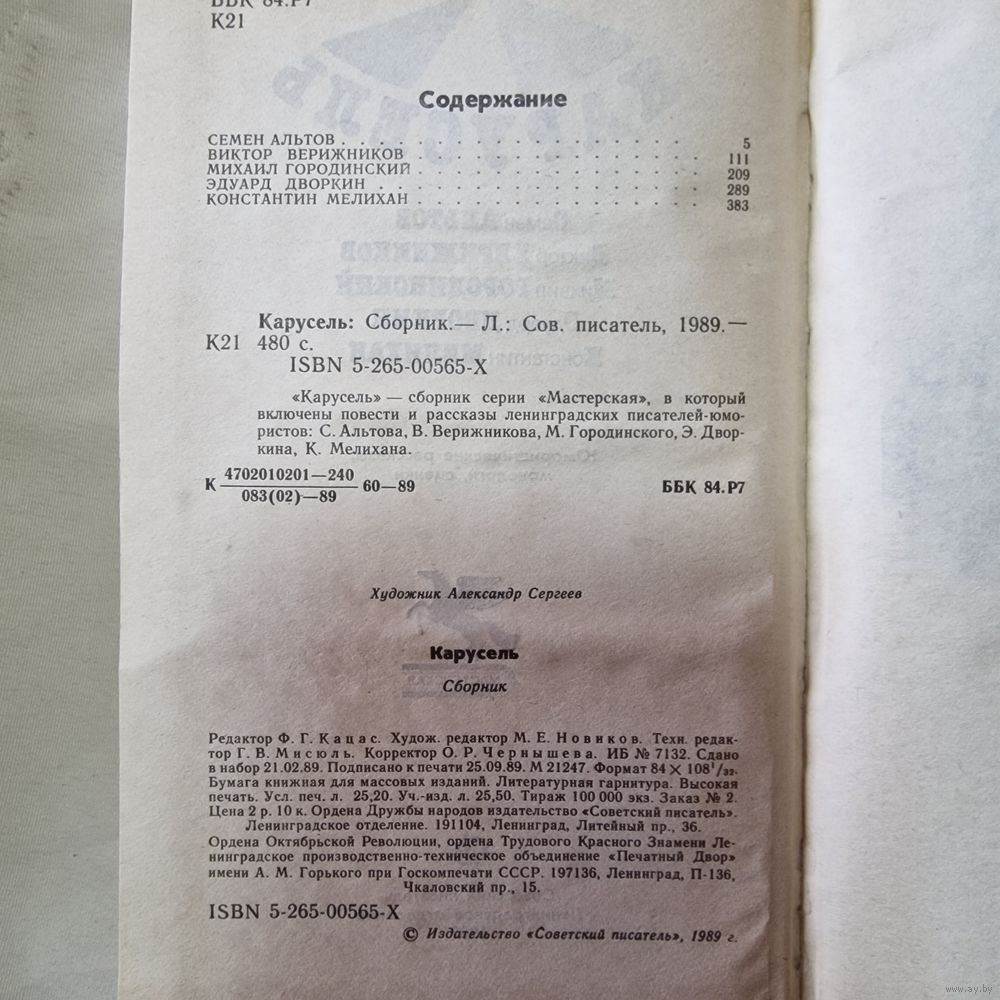 ББК 84.Р7
К21
Содержание
СЕМЕН АЛЬТОВ . . . . . . . . . . . . . . . . . . 5
ВИКТОР ВЕРИЖНИКОВ . . . . . . . . . . . . . . . 111
МИХАИЛ ГОРОДИНСКИЙ . . . . . . . . . . . . . . . 209
ЭДУАРД ДВОРКИН . . . . . . . . . . . . . . . . . 289
КОНСТАНТИН МЕЛИХАН . . . . . . . . . . . . . . . 383
Карусель: Сборник.— Л.: Сов. писатель, 1989.—
К21 480 с.
ISBN 5-265-00565-X
«Карусель» — сборник серии «Мастерская», в который
включены повести и рассказы ленинградских писателей-юмо-
ристов: С. Альтова, В. Верижникова, М. Городинского, Э. Двор-
кина, К. Мелихана.
К 4702010201—240 60—89 ББК 84.Р7
083(02)—89
Художник Александр Сергеев
Карусель
Сборник
Редактор Ф. Г. Кацас. Худож. редактор М. Е. Новиков. Техн. редак-
тор Г. В. Мисюль. Корректор О. Р. Чернышева. ИБ № 7132. Сдано
в набор 21.02.89. Подписано к печати 25.09.89. М 21247. Формат 84 × 108¹/₃₂.
Бумага книжная для массовых изданий. Литературная гарнитура. Высокая
печать. Усл. печ. л. 25,20. Уч.-изд. л. 25,50. Тираж 100 000 экз. Заказ № 2.
Цена 2 р. 10 к. Ордена Дружбы народов издательство «Советский писатель».
Ленинградское отделение. 191104, Ленинград, Литейный пр., 36.
Ордена Октябрьской Революции, ордена Трудового Красного Знамени Ле-
нинградское производственно-техническое объединение «Печатный Двор»
имени А. М. Горького при Госкомпечати СССР. 197136, Ленинград, П-136,
Чкаловский пр., 15.
ISBN 5-265-00565-X
© Издательство «Советский писатель», 1989 г.
www.ay.by